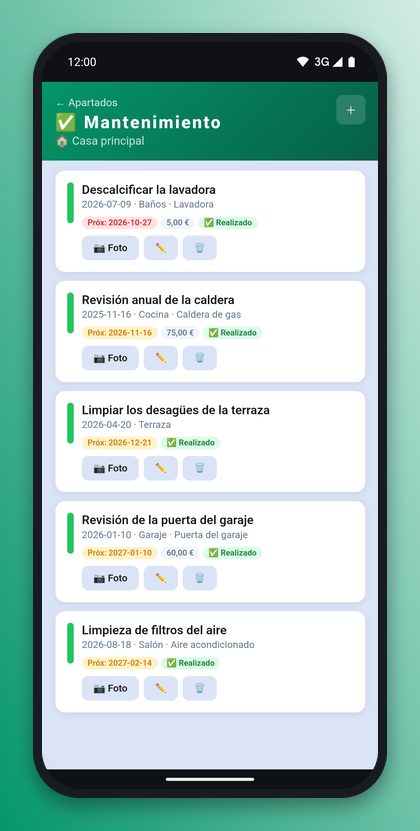 12:00 3G
← Apartados
✅ Mantenimiento
🏠 Casa principal
+
Descalcificar la lavadora
2026-07-09 · Baños · Lavadora
Próx: 2026-10-27 5,00 € ✅ Realizado
📷 Foto ✏️ 🗑️
Revisión anual de la caldera
2025-11-16 · Cocina · Caldera de gas
Próx: 2026-11-16 75,00 € ✅ Realizado
📷 Foto ✏️ 🗑️
Limpiar los desagües de la terraza
2026-04-20 · Terraza
Próx: 2026-12-21 ✅ Realizado
📷 Foto ✏️ 🗑️
Revisión de la puerta del garaje
2026-01-10 · Garaje · Puerta del garaje
Próx: 2027-01-10 60,00 € ✅ Realizado
📷 Foto ✏️ 🗑️
Limpieza de filtros del aire
2026-08-18 · Salón · Aire acondicionado
Próx: 2027-02-14 ✅ Realizado
📷 Foto ✏️ 🗑️